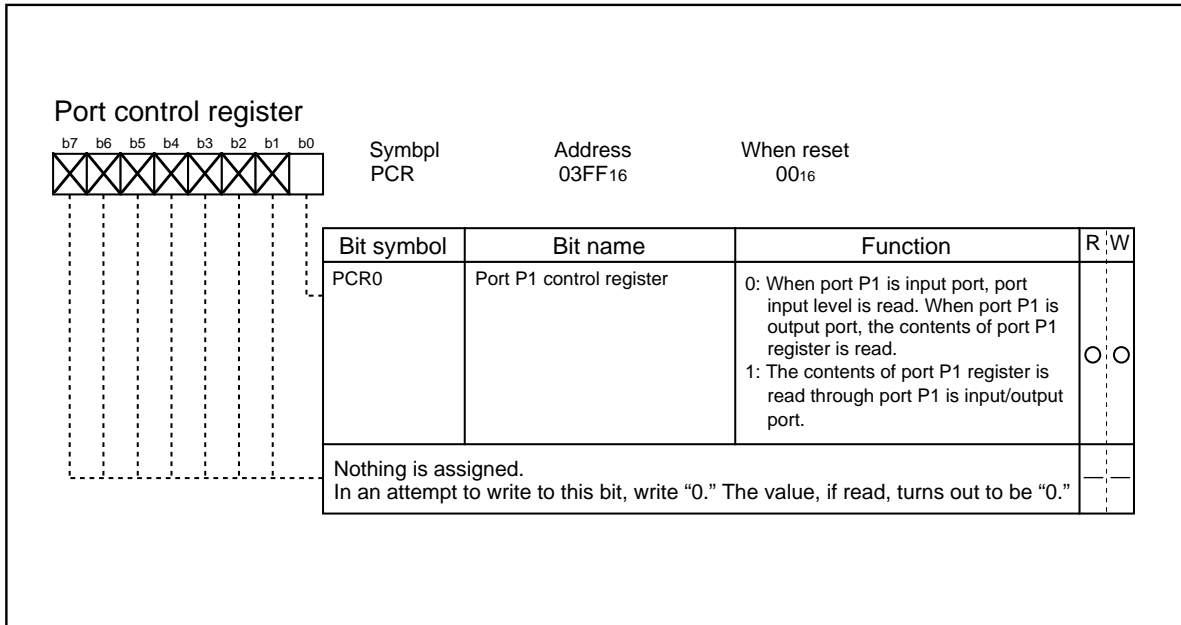 Port control register
b7 b6 b5 b4 b3 b2 b1 b0
Symbpl Address When reset
PCR 03FF16 0016
Bit symbol Bit name Function R W
PCR0 Port P1 control register 0: When port P1 is input port, port
input level is read. When port P1 is
output port, the contents of port P1
register is read.
1: The contents of port P1 register is
read through port P1 is input/output
port.
Nothing is assigned.
In an attempt to write to this bit, write “0.” The value, if read, turns out to be “0.”